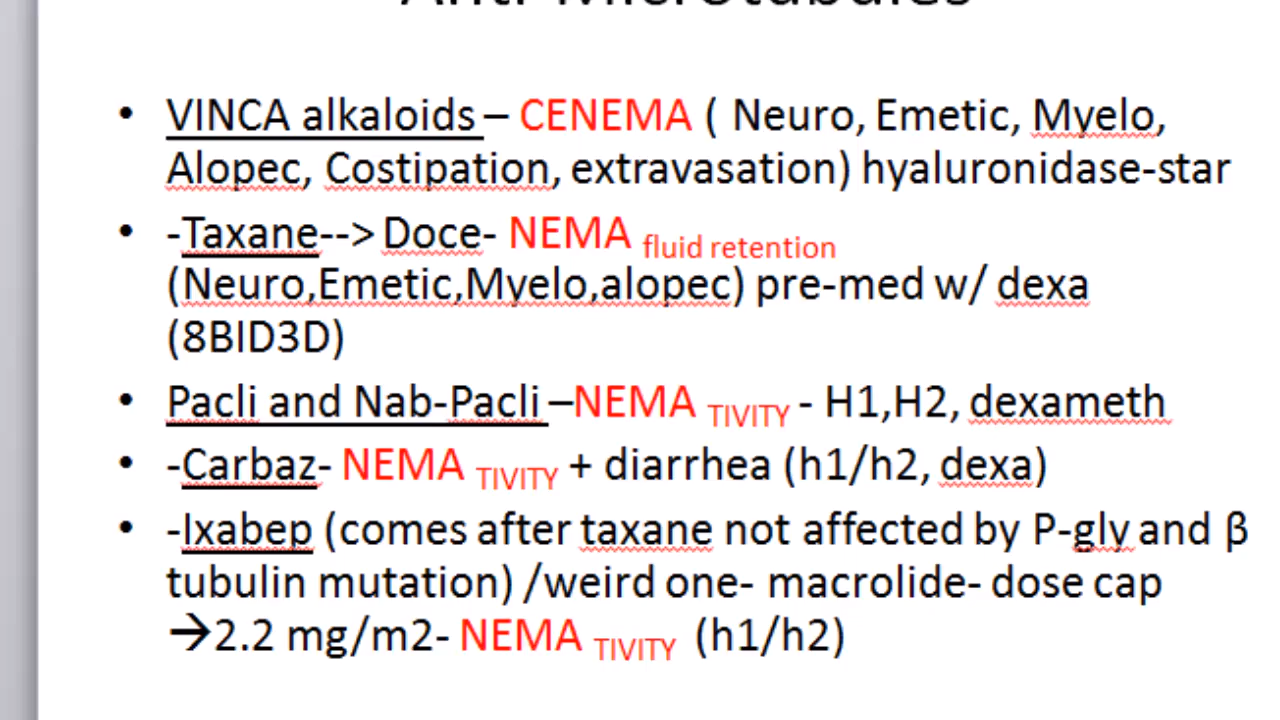 Anti Microtubules
• VINCA alkaloids – CENEMA ( Neuro, Emetic, Myelo,
Alopec, Costipation, extravasation) hyaluronidase-star
• -Taxane--> Doce- NEMA fluid retention
(Neuro,Emetic,Myelo,alopec) pre-med w/ dexa
(8BID3D)
• Pacli and Nab-Pacli –NEMA TIVITY - H1,H2, dexameth
• -Carbaz- NEMA TIVITY + diarrhea (h1/h2, dexa)
• -Ixabep (comes after taxane not affected by P-gly and β
tubulin mutation) /weird one- macrolide- dose cap
→2.2 mg/m2- NEMA TIVITY (h1/h2)